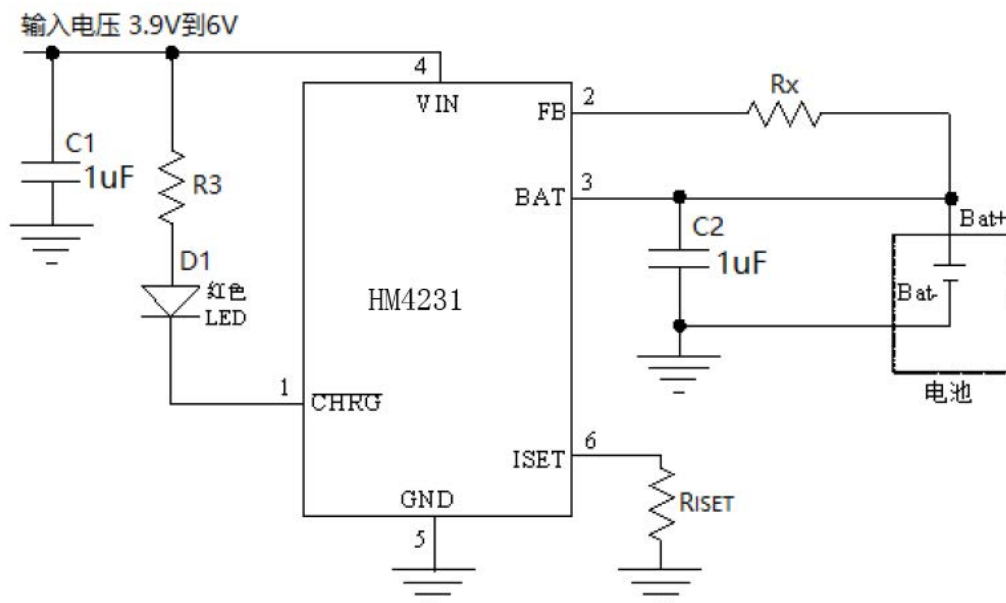 输入电压 3.9V到6V
4
VIN
FB
2
Rx
C1
1uF
R3
BAT
3
C2
1uF
Bat+
Bat-
D1
红色
LED
HM4231
1
CHRG
电池
ISET
6
RISET
GND
5